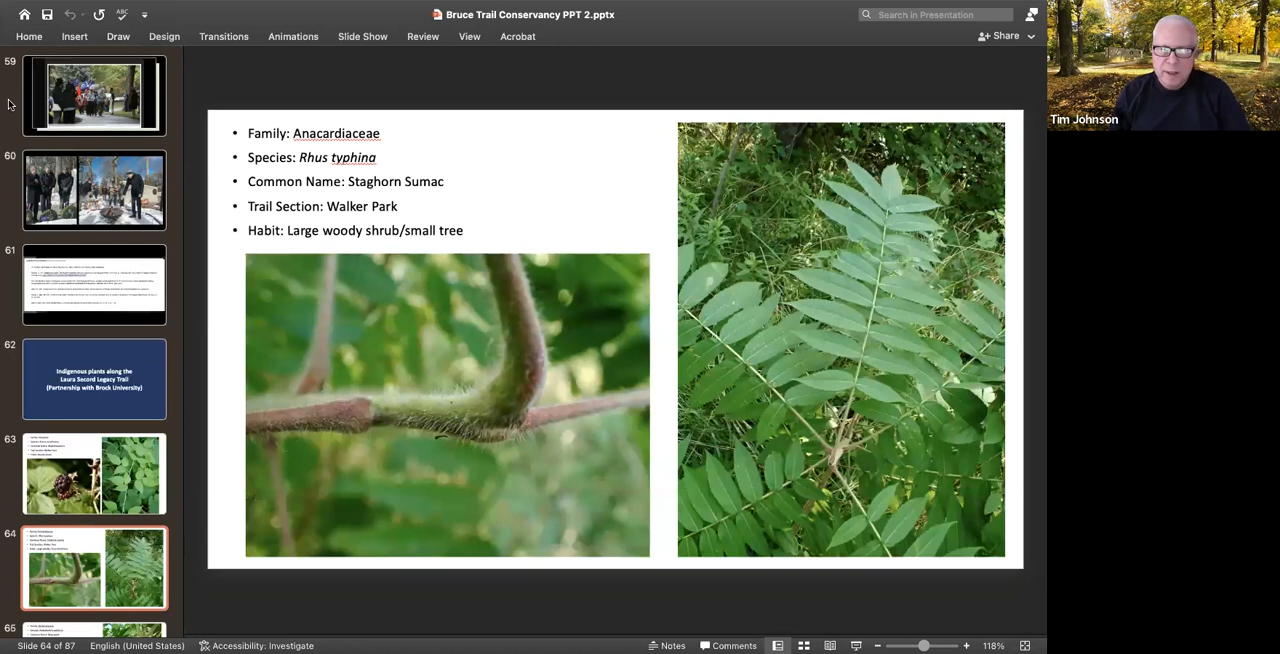 ABC
Bruce Trail Conservancy PPT 2.pptx
Search in Presentation
Home
Insert
Draw
Design
Transitions
Animations
Slide Show
Review
View
Acrobat
Share
59
60
61
62
Indigenous plants along the
Laura Secord Legacy Trail
(Partnership with Brock University)
63
64
65
• Family: Anacardiaceae
• Species: Rhus typhina
• Common Name: Staghorn Sumac
• Trail Section: Walker Park
• Habit: Large woody shrub/small tree
Tim Johnson
Slide 64 of 87
English (United States)
Accessibility: Investigate
Notes
Comments
118%